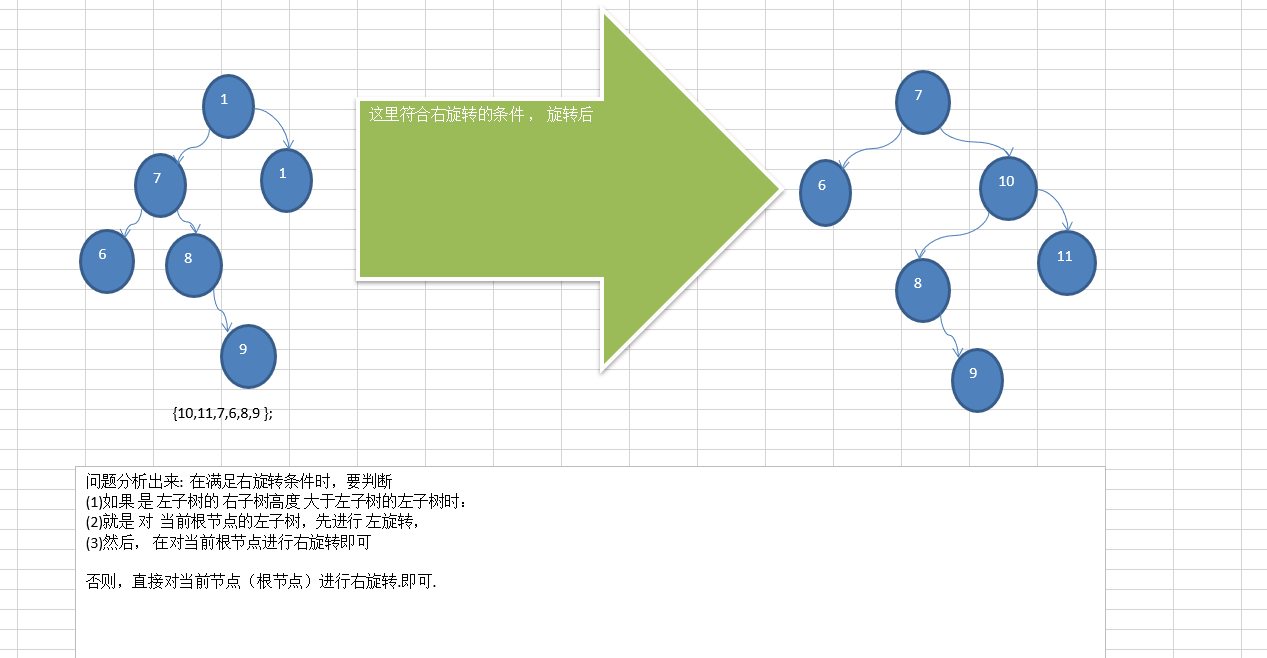 1
7
1
6
8
9
{10,11,7,6,8,9 };
这里符合右旋转的条件 ， 旋转后
7
6
10
8
11
9
问题分析出来: 在满足右旋转条件时，要判断
(1)如果 是 左子树的 右子树高度 大于左子树的左子树时：
(2)就是 对 当前根节点的左子树，先进行 左旋转，
(3)然后， 在对当前根节点进行右旋转即可
否则，直接对当前节点（根节点）进行右旋转.即可.